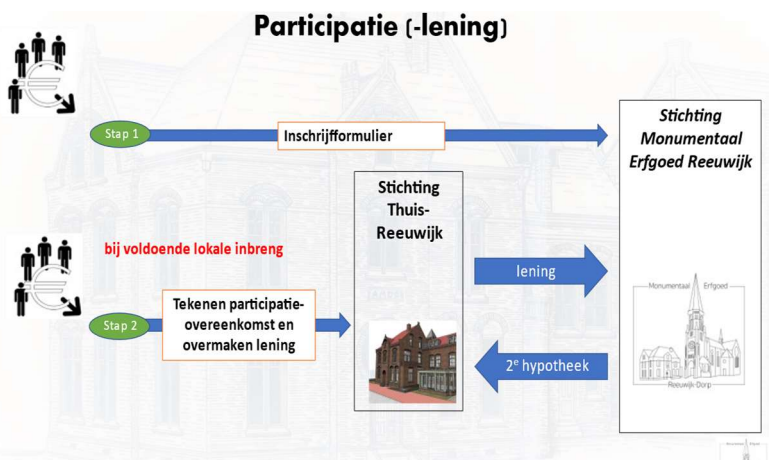 Participatie (-lening)
Stap 1
Inschrijfformulier
Stichting
Monumentaal
Erfgoed Reeuwijk
Stichting
Thuis-
Reeuwijk
bij voldoende lokale inbreng
lening
Stap 2
Tekenen participatie-
overeenkomst en
overmaken lening
2e hypotheek
Monumentaal Erfgoed
Reeuwijk-Dorp